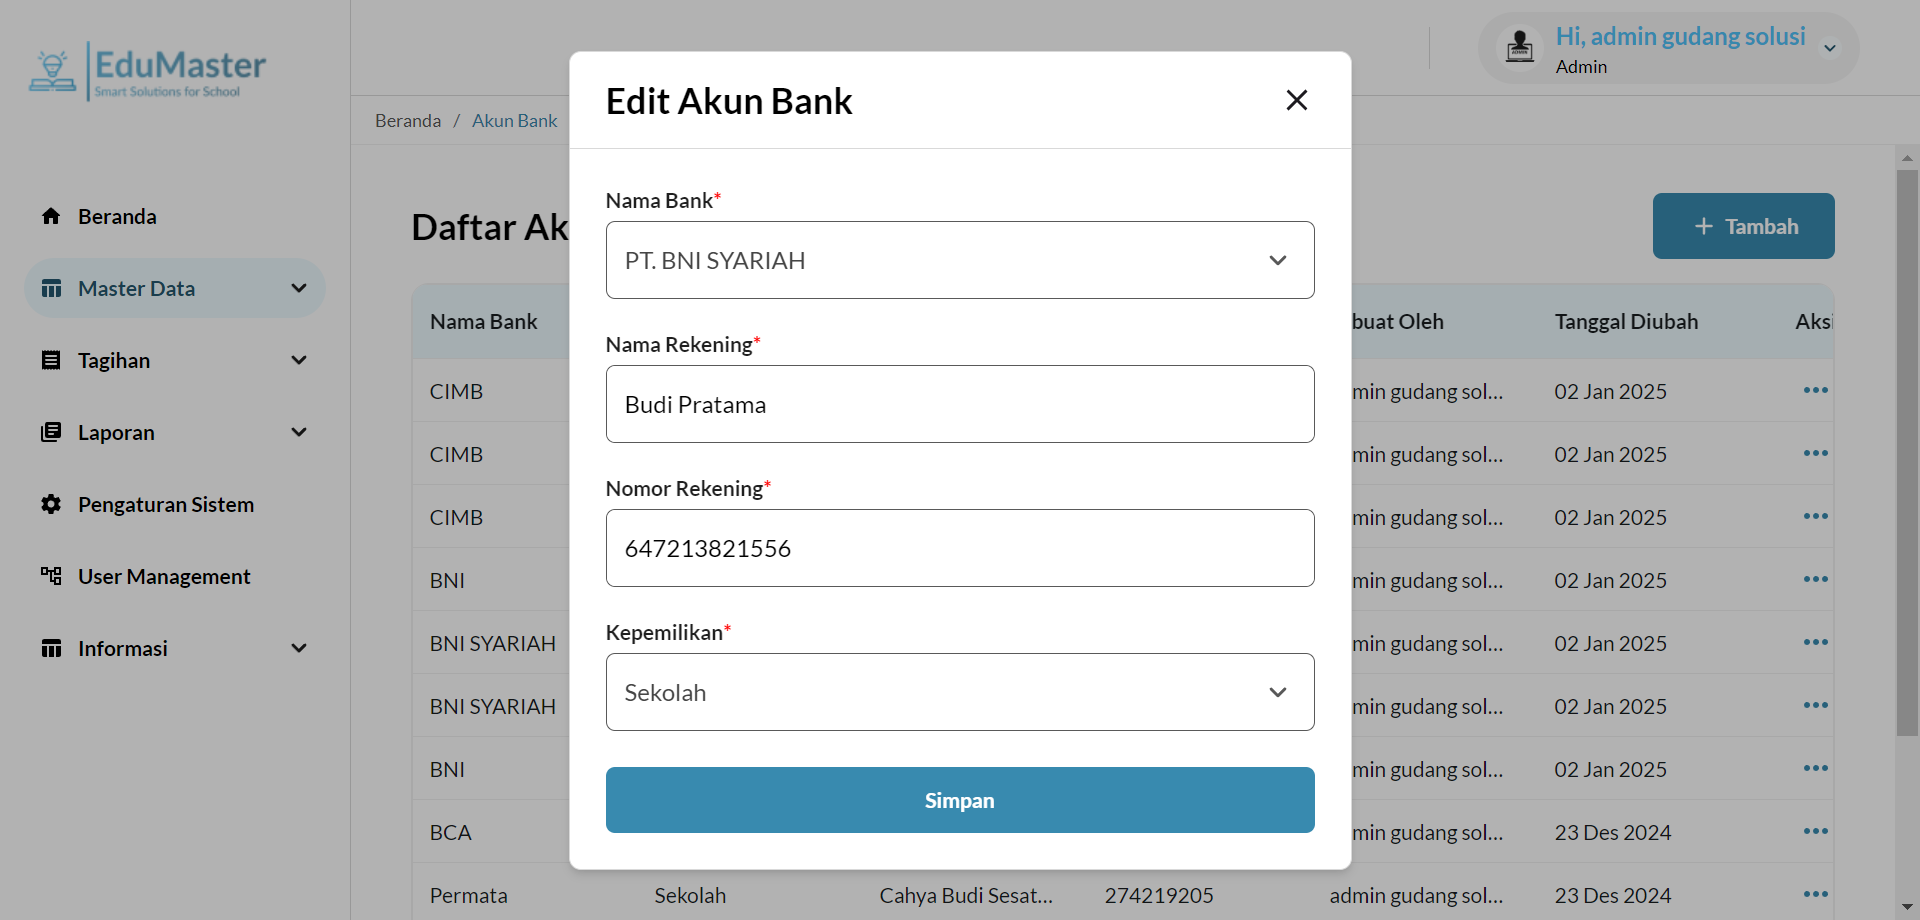 EduMaster
Smart Solutions for School
Hi, admin gudang solusi
Admin
Beranda / Akun Bank
Beranda
Master Data
Tagihan
Laporan
Pengaturan Sistem
User Management
Informasi
Daftar Ak
+ Tambah
Nama Bank buat Oleh Tanggal Diubah Aksi
CIMB min gudang sol... 02 Jan 2025
CIMB min gudang sol... 02 Jan 2025
CIMB min gudang sol... 02 Jan 2025
BNI min gudang sol... 02 Jan 2025
BNI SYARIAH min gudang sol... 02 Jan 2025
BNI SYARIAH min gudang sol... 02 Jan 2025
BNI min gudang sol... 02 Jan 2025
BCA min gudang sol... 23 Des 2024
Permata Sekolah Cahya Budi Sesat... 274219205 admin gudang sol... 23 Des 2024
Edit Akun Bank
Nama Bank*
PT. BNI SYARIAH
Nama Rekening*
Budi Pratama
Nomor Rekening*
647213821556
Kepemilikan*
Sekolah
Simpan